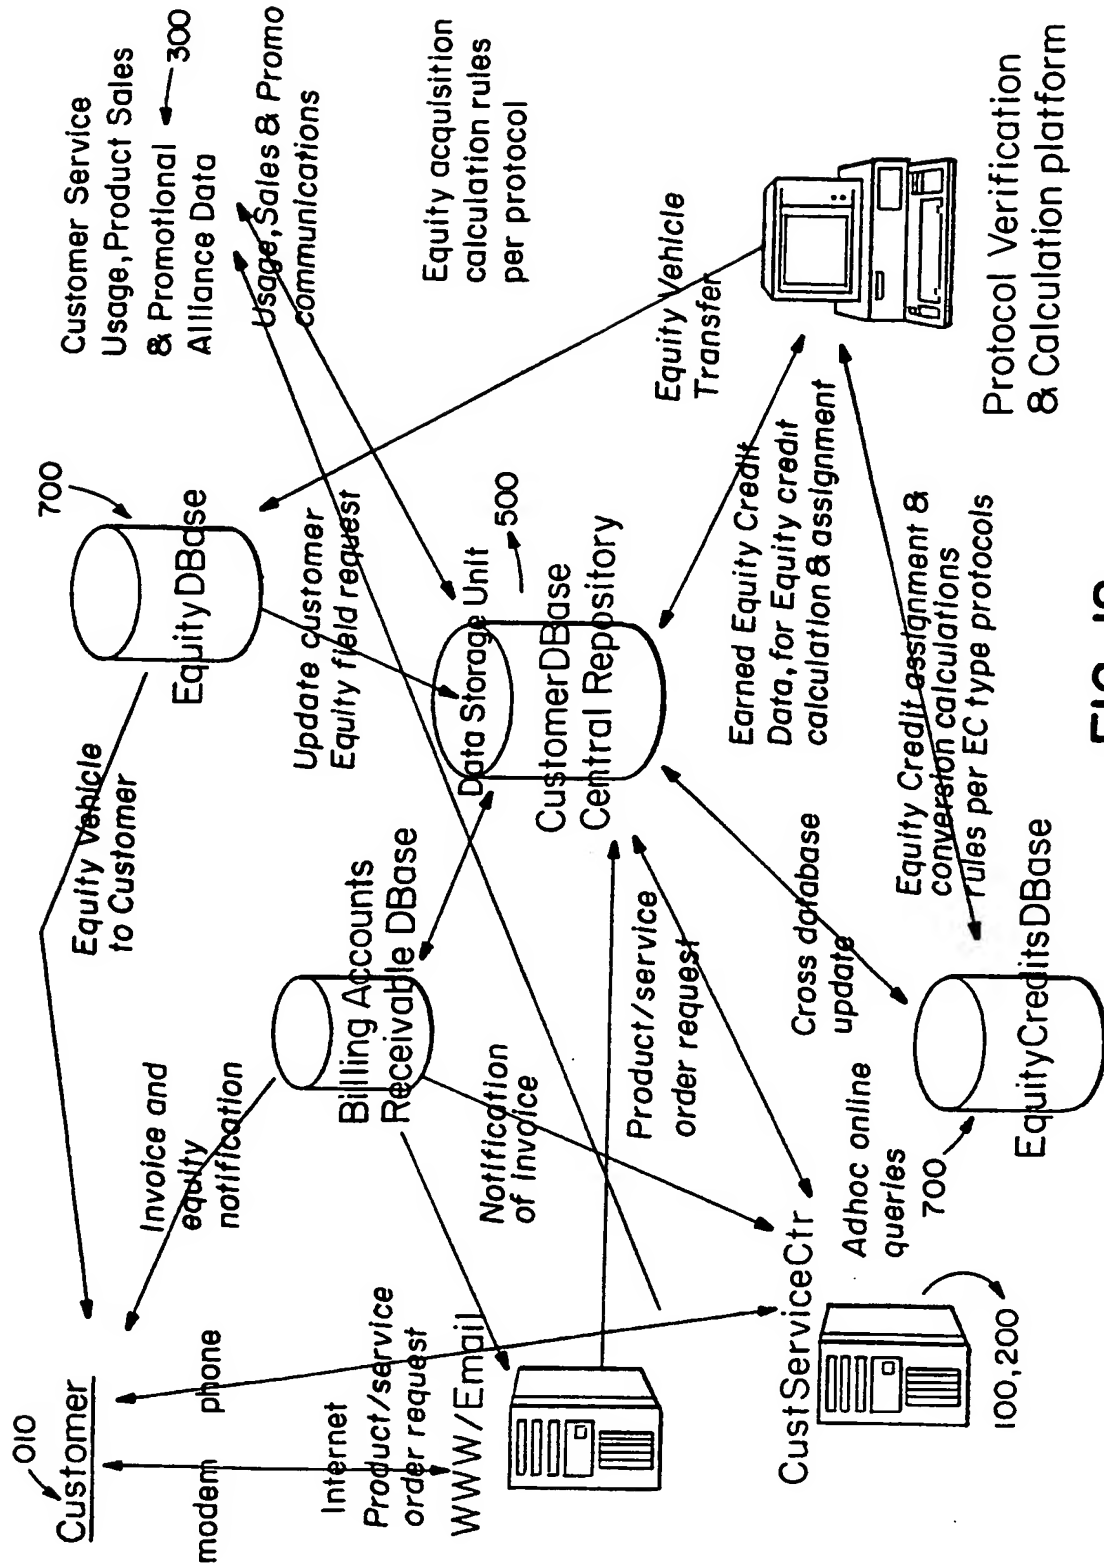 010
Customer
modem
phone
Internet
Product/service
order request
WWW/Email
Invoice and
equity
notification
Equity Vehicle
to Customer
Billing Accounts
Receivable DBase
Notification
of invoice
700
EquityDBase
Update customer
Equity field request
Data Storage Unit
500
CustomerDBase
Central Repository
Product/service
order request
CustServiceCtr
100,200
Adhoc online
queries
700
EquityCreditsDBase
Cross database
update
Customer Service
Usage,Product Sales
& Promotional
Alliance Data
300
Usage,Sales & Promo
communications
Equity acquisition
calculation rules
per protocol
Equity Vehicle
Transfer
Earned Equity Credit
Data,for Equity credit
calculation & assignment
Equity Credit assignment &
conversion calculations
rules per EC type protocols
Protocol Verification
& Calculation platform